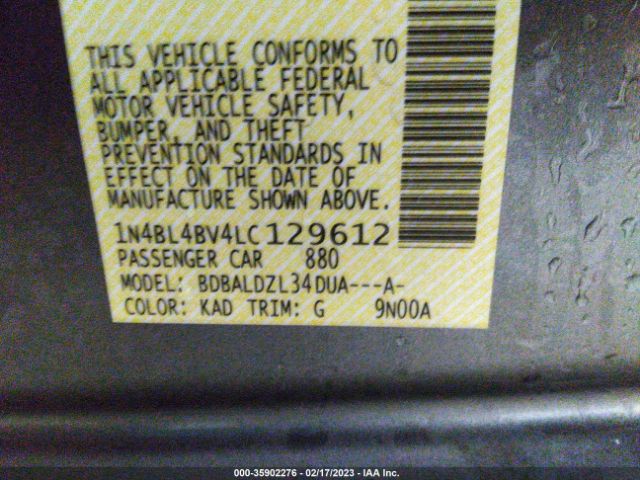 THIS VEHICLE CONFORMS TO
ALL APPLICABLE FEDERAL
MOTOR VEHICLE SAFETY,
BUMPER, AND THEFT
PREVENTION STANDARDS IN
EFFECT ON THE DATE OF
MANUFACTURE SHOWN ABOVE.
1N4BL4BV4LC129612
PASSENGER CAR 880
MODEL: BDBALDZL34DUA---A-
COLOR: KAD TRIM: G 9N00A
000-35902276 - 02/17/2023 - IAA Inc.